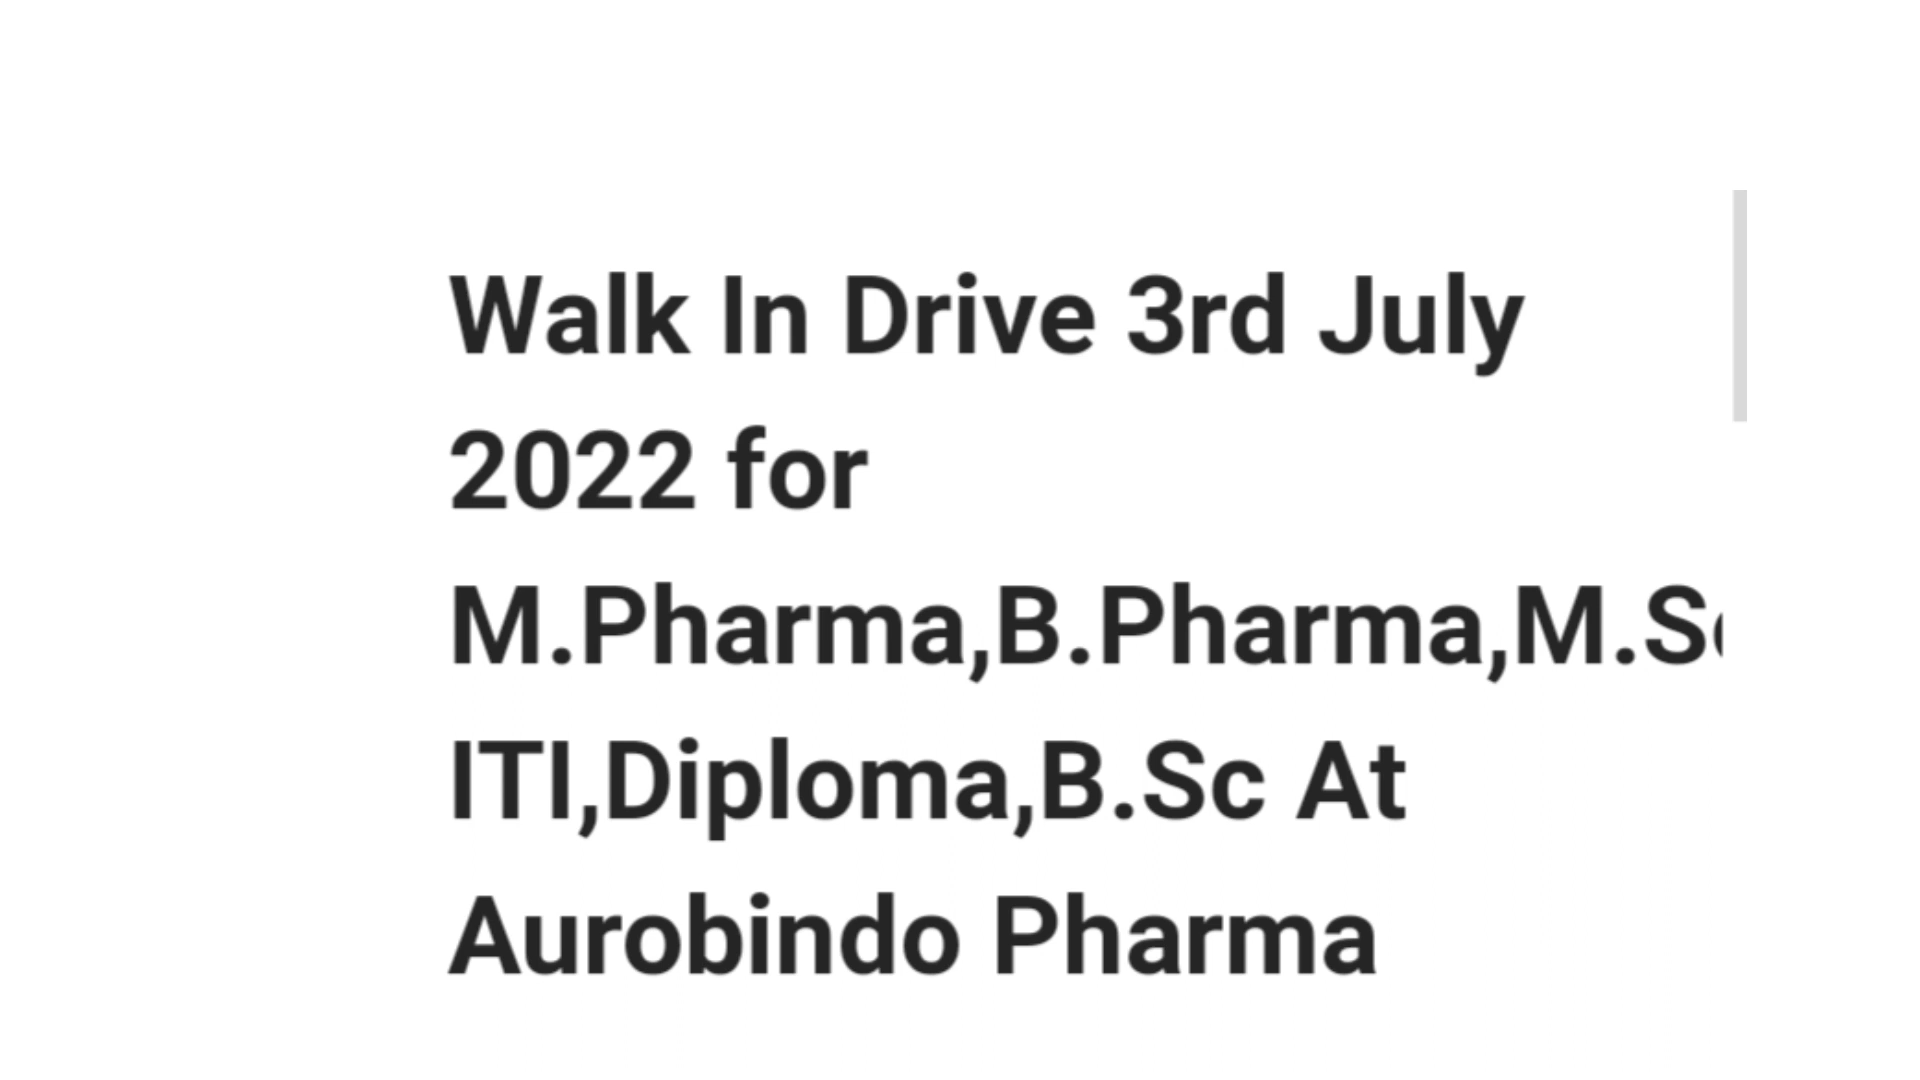 Walk In Drive 3rd July
2022 for
M.Pharma,B.Pharma,M.S
ITI,Diploma,B.Sc At
Aurobindo Pharma